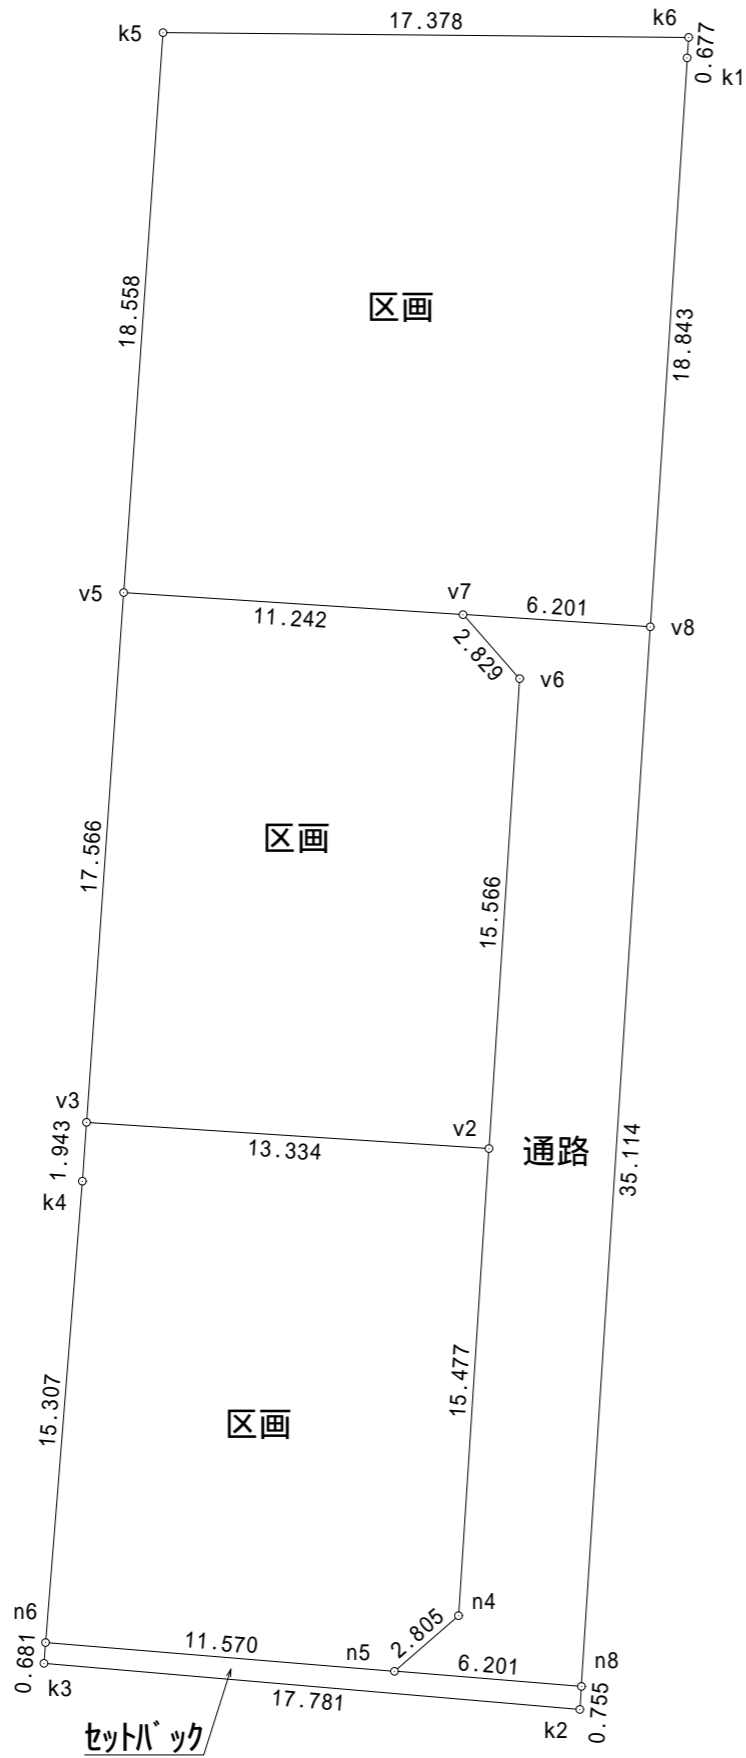 17.378
k5
k6
0.677
k1
18.558
区画
18.843
v5
v7
11.242
6.201
v8
2.829
v6
17.566
区画
15.566
v3
1.943
v2
13.334
通路
35.114
k4
15.307
区画
15.477
n6
n4
2.805
11.570
n5
6.201
n8
0.681
k3
17.781
k2
0.755
セットバック